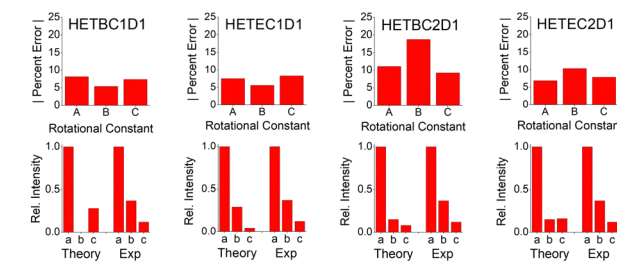 HETBC1D1
| Percent Error |
25
20
15
10
5
0
A B C
Rotational Constant
HETEC1D1
| Percent Error |
25
20
15
10
5
0
A B C
Rotational Constant
HETBC2D1
| Percent Error |
25
20
15
10
5
0
A B C
Rotational Constant
HETEC2D1
| Percent Error |
25
20
15
10
5
0
A B C
Rotational Constant
Rel. Intensity
1.0
0.5
0.0
a b c a b c
Theory Exp
Rel. Intensity
1.0
0.5
0.0
a b c a b c
Theory Exp
Rel. Intensity
1.0
0.5
0.0
a b c a b c
Theory Exp
Rel. Intensity
1.0
0.5
0.0
a b c a b c
Theory Exp